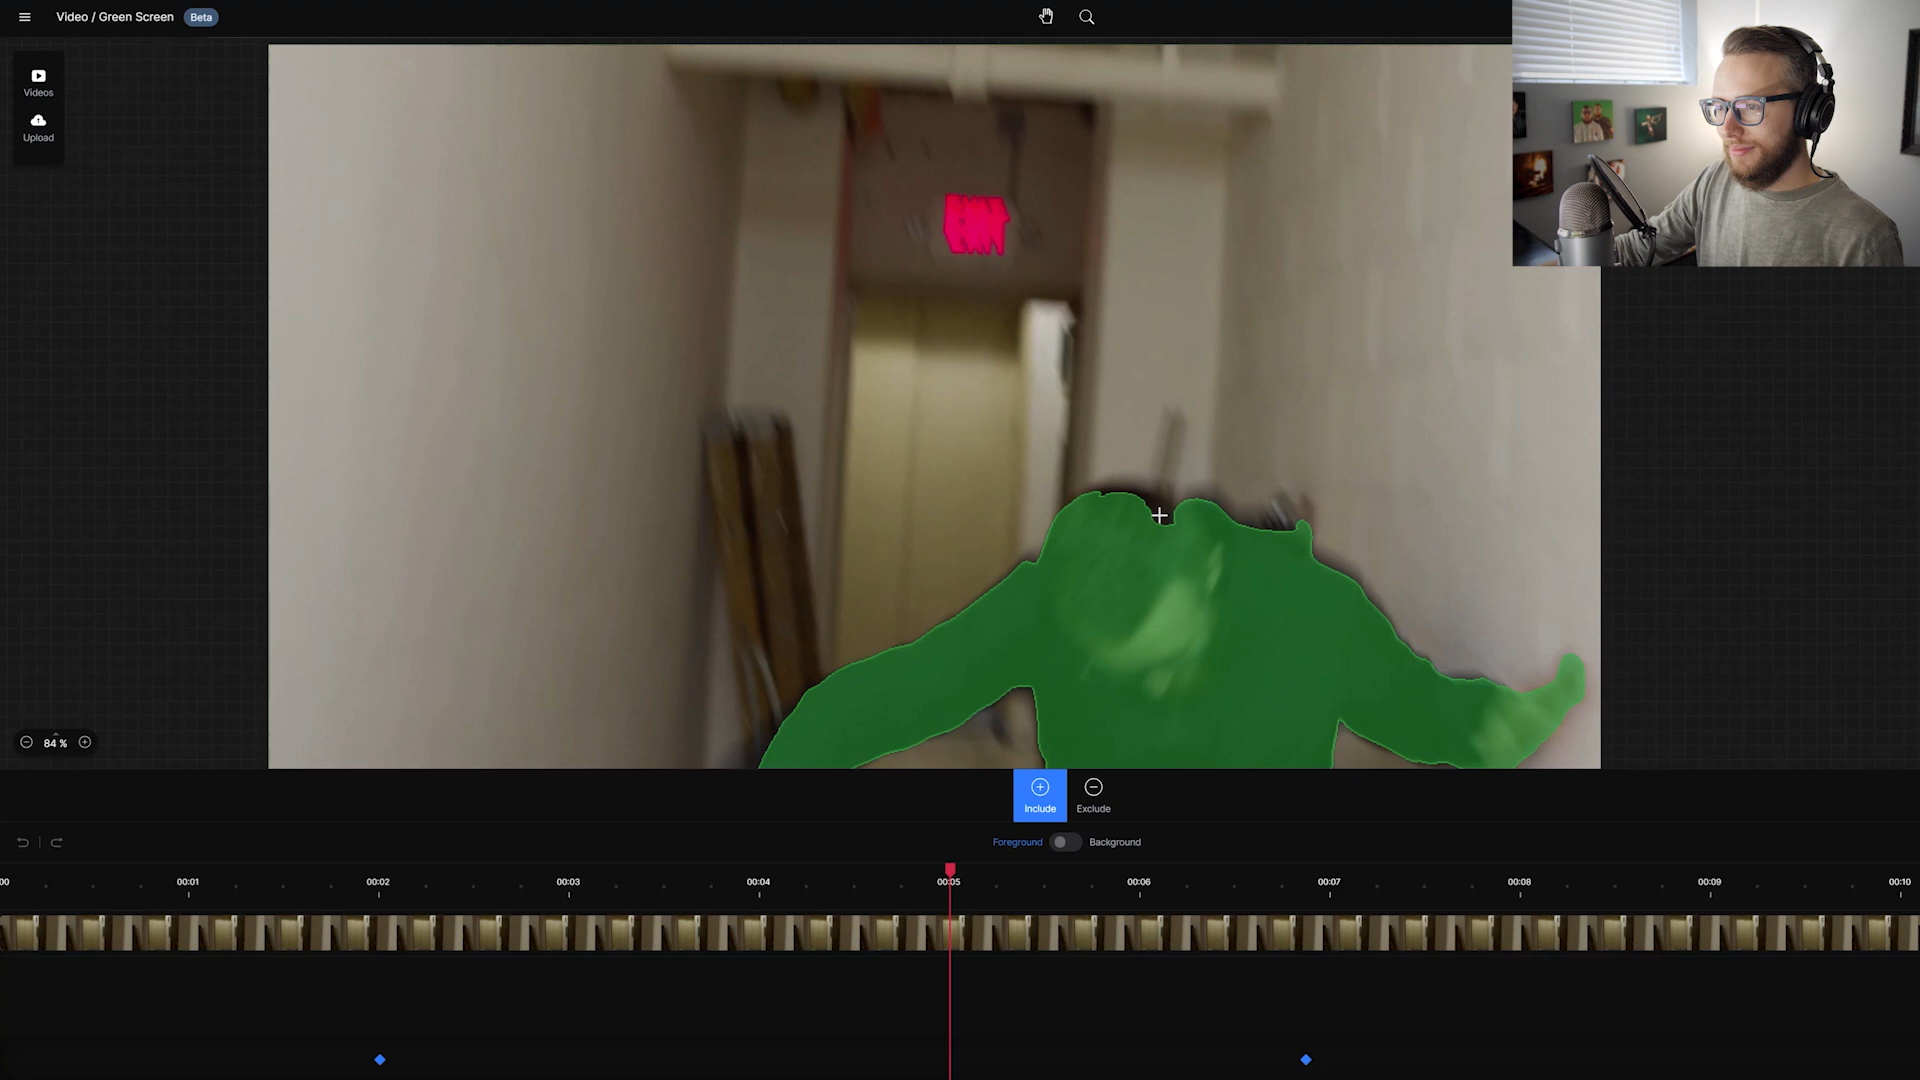 Video / Green Screen Beta
Videos
Upload
84 %
Include Exclude
Foreground Background
00 00:01 00:02 00:03 00:04 00:05 00:06 00:07 00:08 00:09 00:10